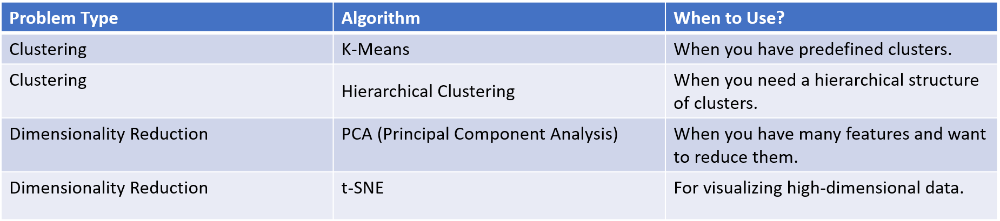 Problem Type
Algorithm
When to Use?
Clustering
K-Means
When you have predefined clusters.
Clustering
Hierarchical Clustering
When you need a hierarchical structure
of clusters.
Dimensionality Reduction
PCA (Principal Component Analysis)
When you have many features and want
to reduce them.
Dimensionality Reduction
t-SNE
For visualizing high-dimensional data.